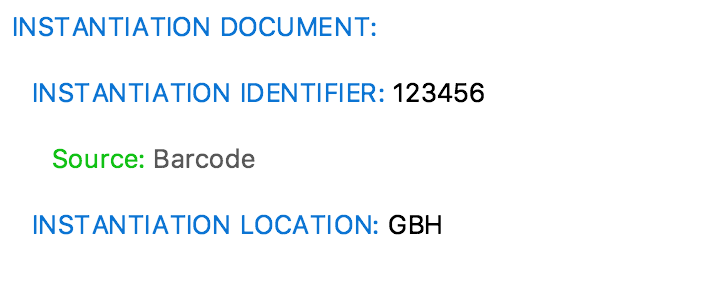 INSTANTIATION DOCUMENT:
INSTANTIATION IDENTIFIER: 123456
Source: Barcode
INSTANTIATION LOCATION: GBH